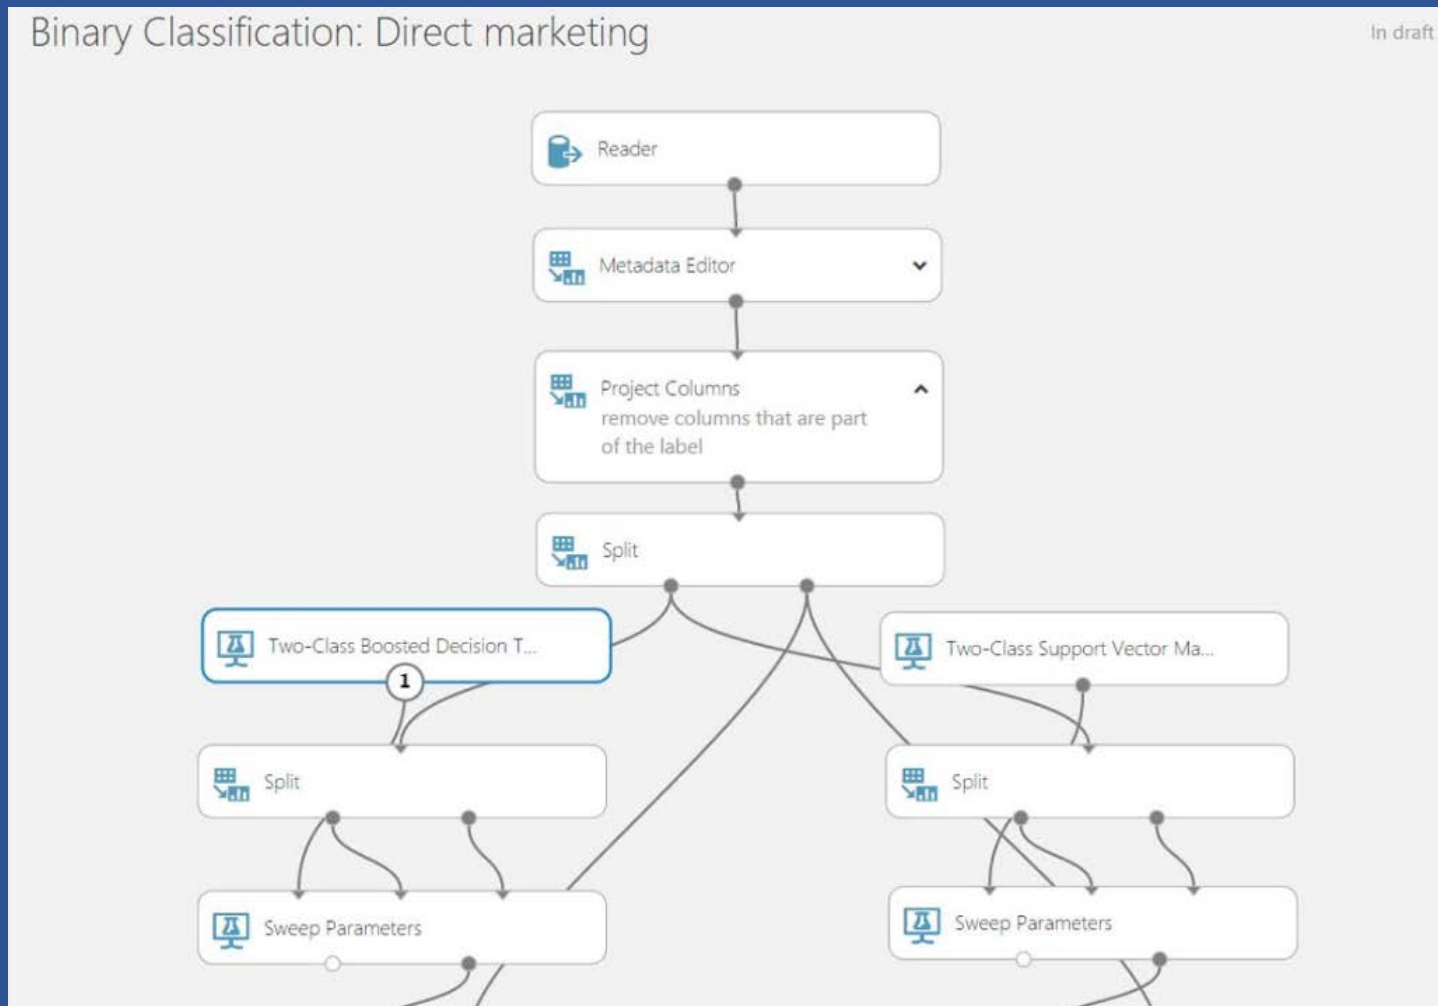 Binary Classification: Direct marketing
In draft
Reader
Metadata Editor
Project Columns
remove columns that are part
of the label
Split
Two-Class Boosted Decision T...
1
Two-Class Support Vector Ma...
Split
Split
Sweep Parameters
Sweep Parameters